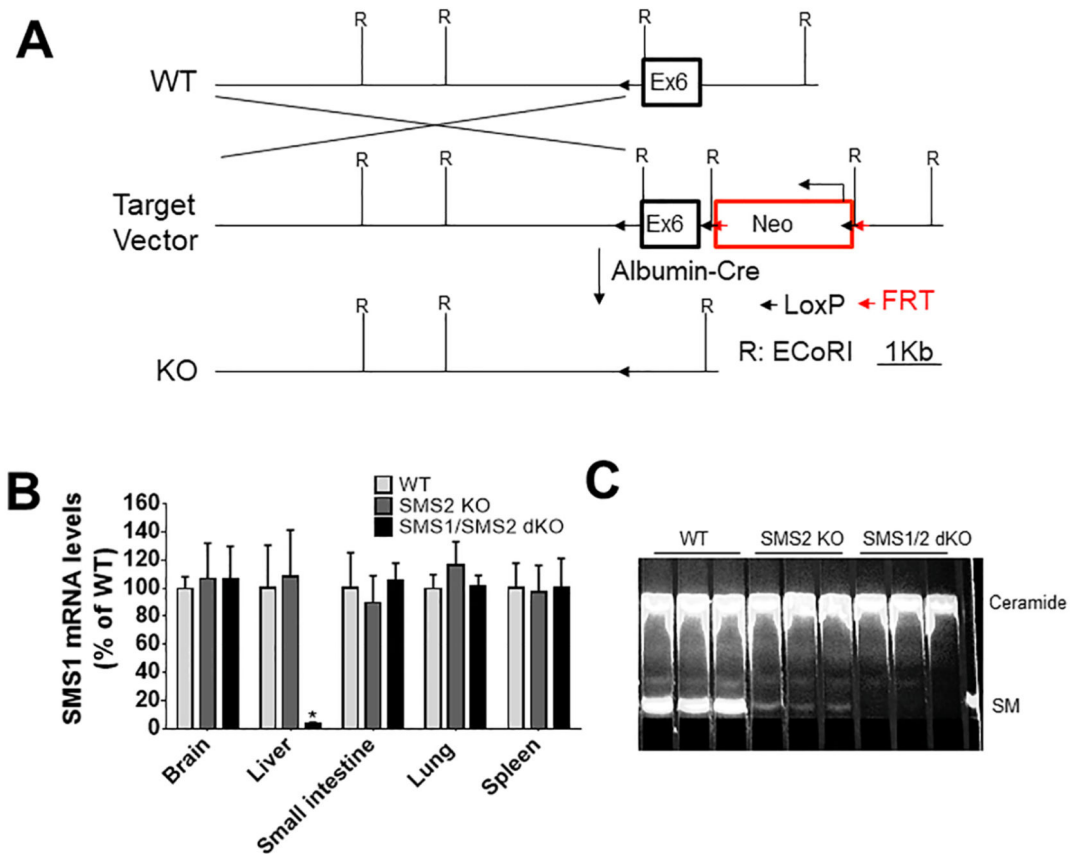 A
R R R R
WT
Ex6
R R R R R R
Target
Vector
Ex6 Neo
Albumin-Cre
LoxP FRT
R R R
R: ECoRI 1Kb
KO
B
SMS1 mRNA levels
(% of WT)
160
140
120
100
80
60
40
20
0
WT
SMS2 KO
SMS1/SMS2 dKO
*
Brain
Liver
Small intestine
Lung
Spleen
C
WT SMS2 KO SMS1/2 dKO
Ceramide
SM